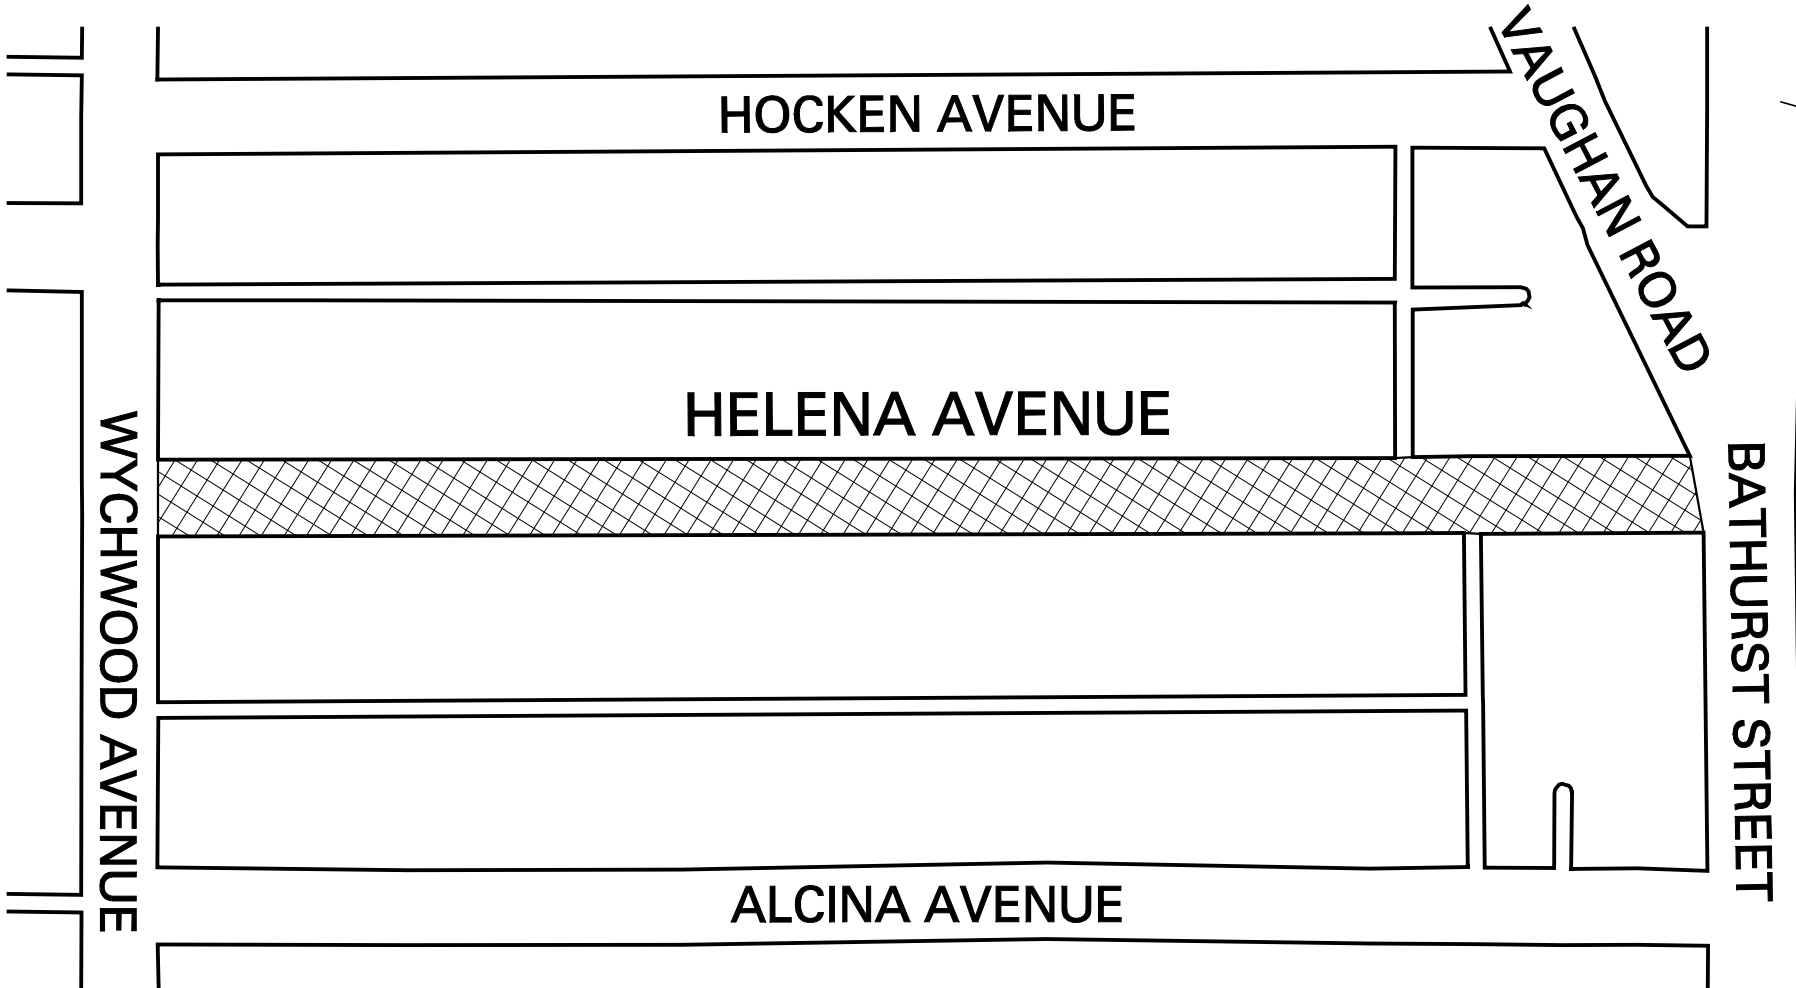 HOCKEN AVENUE
VAUGHAN ROAD
HELENA AVENUE
WYCHWOOD AVENUE
BATHURST STREET
ALCINA AVENUE